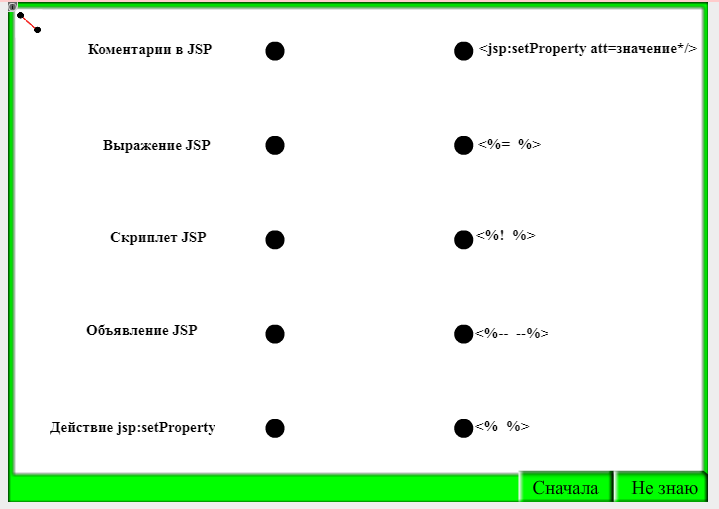 Коментарии в JSP <jsp:setProperty att=значение*/>
Выражение JSP <%= %>
Скриплет JSP <%! %>
Объявление JSP <%-- --%>
Действие jsp:setProperty <% %>
Сначала Не знаю